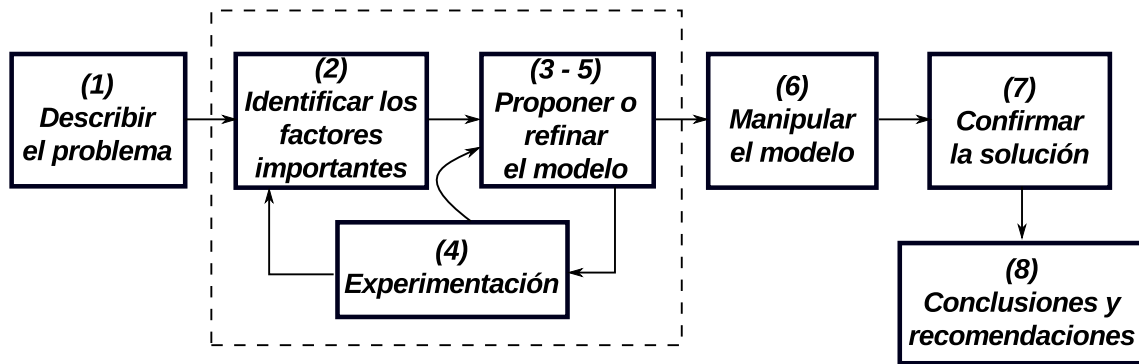 (1)
Describir
el problema
(2)
Identificar los
factores
importantes
(3 - 5)
Proponer o
refinar
el modelo
(4)
Experimentación
(6)
Manipular
el modelo
(7)
Confirmar
la solución
(8)
Conclusiones y
recomendaciones